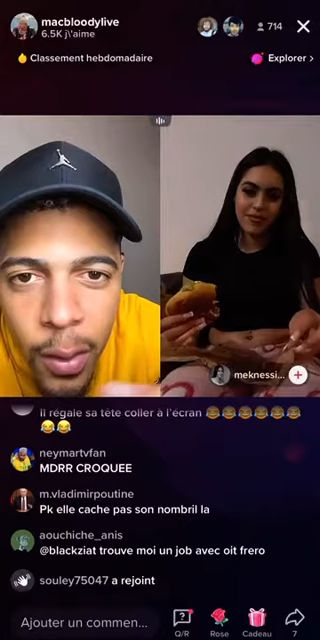 macbloodylive
6.5K j\'aime
714
Classement hebdomadaire
Explorer >
meknessi...
Il régale sa tête coller à l'écran 😂😂😂😂😂😂
😂😂
neymartvfan
MDRR CROQUEE
m.vladimirpoutine
Pk elle cache pas son nombril la
aouchiche_anis
@blackziat trouve moi un job avec oit frero
souley75047 a rejoint
Ajouter un commen...
Q/R
Rose
Cadeau
7